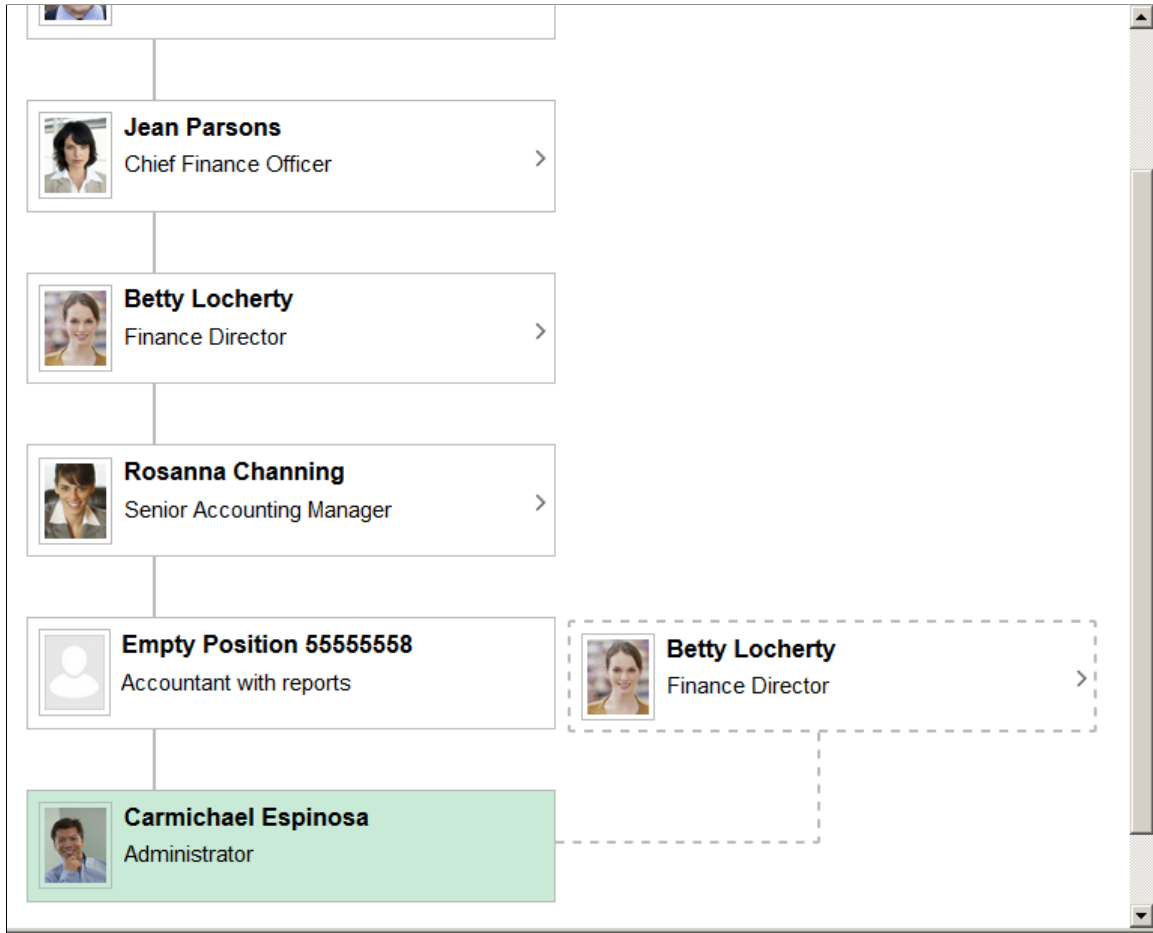 Jean Parsons
Chief Finance Officer
Betty Locherty
Finance Director
Rosanna Channing
Senior Accounting Manager
Empty Position 55555558
Accountant with reports
Betty Locherty
Finance Director
Carmichael Espinosa
Administrator